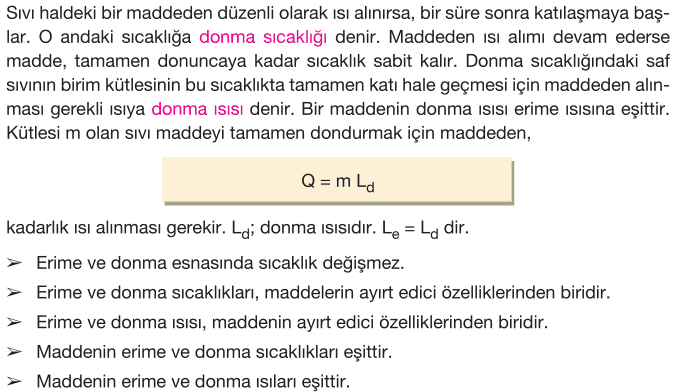 Sıvı haldeki bir maddeden düzenli olarak ısı alınırsa, bir süre sonra katılaşmaya baş-
lar. O andaki sıcaklığa donma sıcaklığı denir. Maddeden ısı alımı devam ederse
madde, tamamen donuncaya kadar sıcaklık sabit kalır. Donma sıcaklığındaki saf
sıvının birim kütlesinin bu sıcaklıkta tamamen katı hale geçmesi için maddeden alın-
ması gerekli ısıya donma ısısı denir. Bir maddenin donma ısısı erime ısısına eşittir.
Kütlesi m olan sıvı maddeyi tamamen dondurmak için maddeden,
Q = m L_d
kadarlık ısı alınması gerekir. L_d; donma ısısıdır. L_e = L_d dir.
➢ Erime ve donma esnasında sıcaklık değişmez.
➢ Erime ve donma sıcaklıkları, maddelerin ayırt edici özelliklerinden biridir.
➢ Erime ve donma ısısı, maddenin ayırt edici özelliklerinden biridir.
➢ Maddenin erime ve donma sıcaklıkları eşittir.
➢ Maddenin erime ve donma ısıları eşittir.